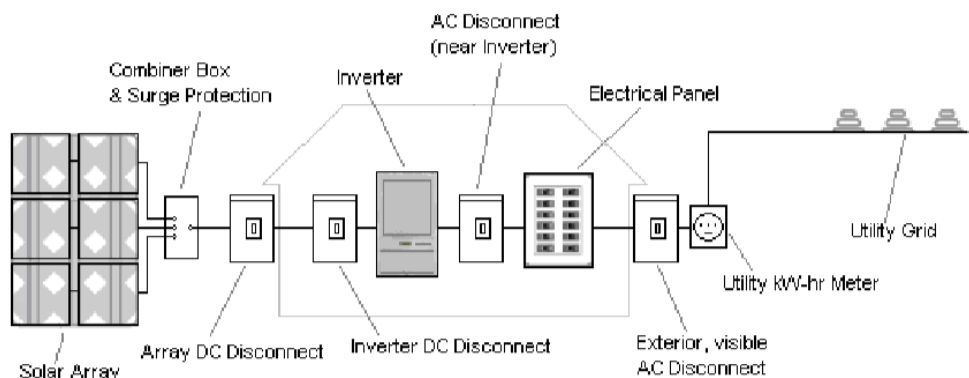 AC Disconnect
(near Inverter)
Combiner Box
& Surge Protection
Inverter
Electrical Panel
Utility Grid
Utility kW-hr Meter
Array DC Disconnect
Inverter DC Disconnect
Exterior, visible
AC Disconnect
Solar Array